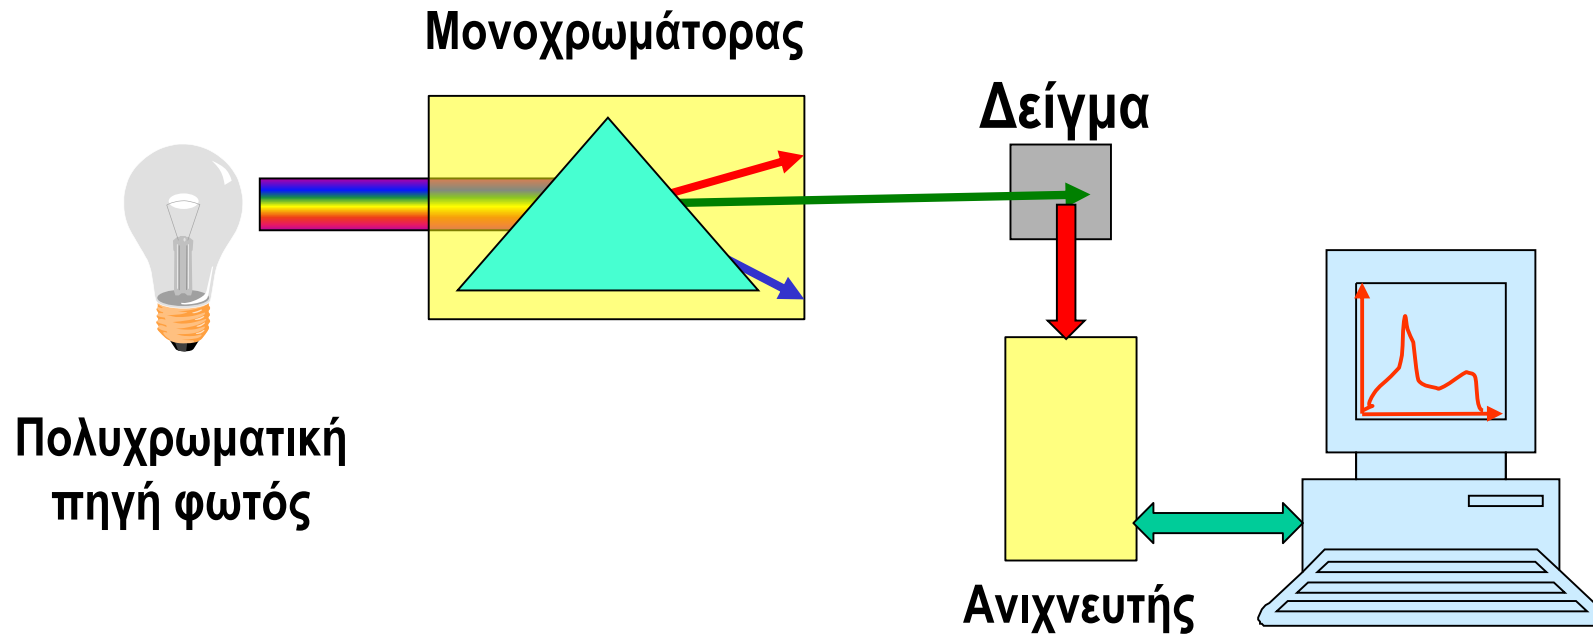 Μονοχρωμάτορας
Δείγμα
Πολυχρωματική
πηγή φωτός
Ανιχνευτής